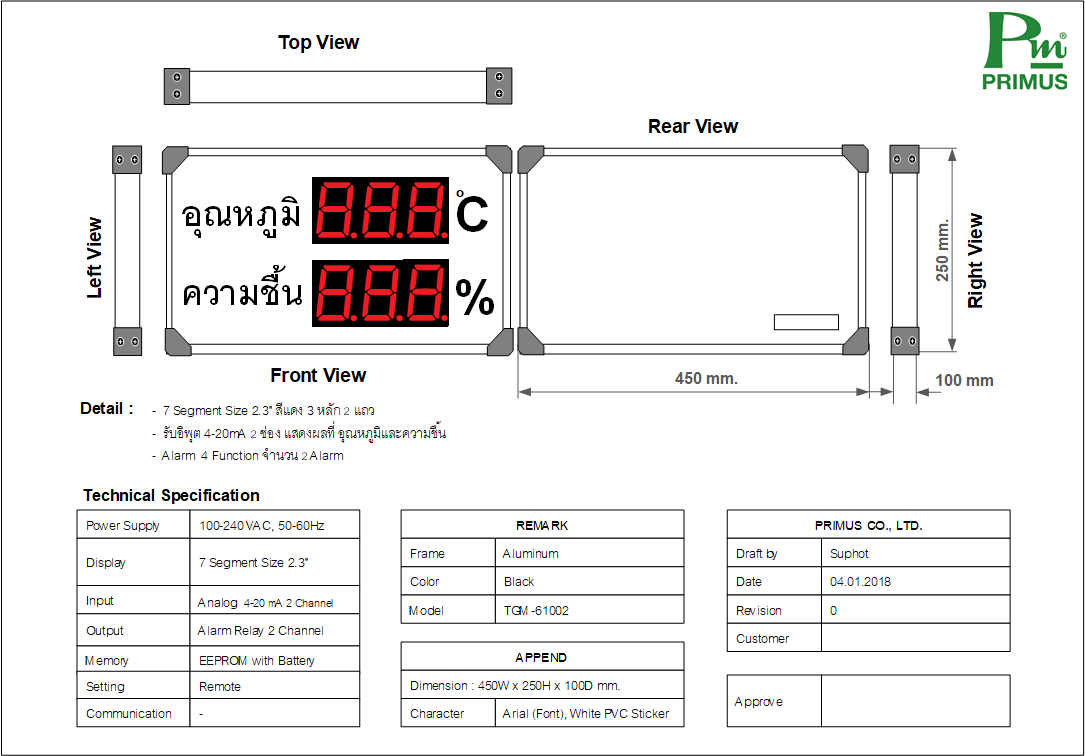 Top View
Pm®
PRIMUS
Rear View
Left View
อุณหภูมิ 8.8.8. °C
ความชื้น 8.8.8. %
250 mm.
Right View
Front View
450 mm.
100 mm
Detail :
- 7 Segment Size 2.3" สีแดง 3 หลัก 2 แถว
- รับอิพุต 4-20mA 2 ช่อง แสดงผลที่ อุณหภูมิและความชื้น
- Alarm 4 Function จำนวน 2 Alarm
Technical Specification
Power Supply 100-240 VAC, 50-60Hz
Display 7 Segment Size 2.3"
Input Analog 4-20 mA 2 Channel
Output Alarm Relay 2 Channel
Memory EEPROM with Battery
Setting Remote
Communication -
REMARK
Frame Aluminum
Color Black
Model TGM-61002
APPEND
Dimension : 450W x 250H x 100D mm.
Character Arial (Font), White PVC Sticker
PRIMUS CO., LTD.
Draft by Suphot
Date 04.01.2018
Revision 0
Customer
Approve